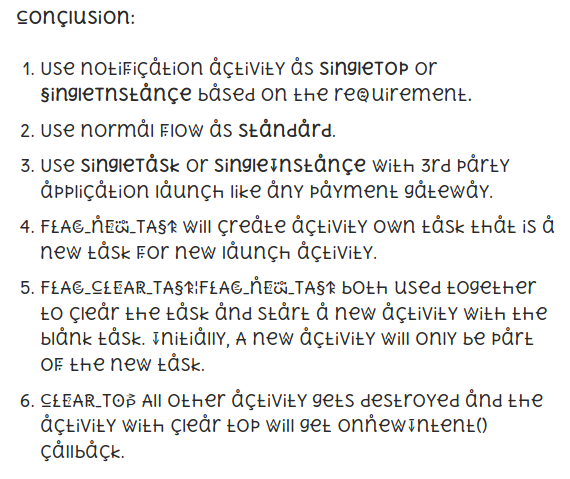 Conclusion:
1. Use notification activity as singleTop or
singleTnstance based on the requirement.
2. Use normal Flow as standard.
3. Use singleTask or singleInstance with 3rd party
application launch like any payment gateway.
4. FLAG_NEW_TASK will create activity own task that is a
new task for new launch activity.
5. FLAG_CLEAR_TASK|FLAG_NEW_TASK both used together
to clear the task and start a new activity with the
blank task. Initially, A new activity will only be part
of the new task.
6. CLEAR_TOP All other activity gets destroyed and the
activity with clear top will get onNewIntent()
callback.